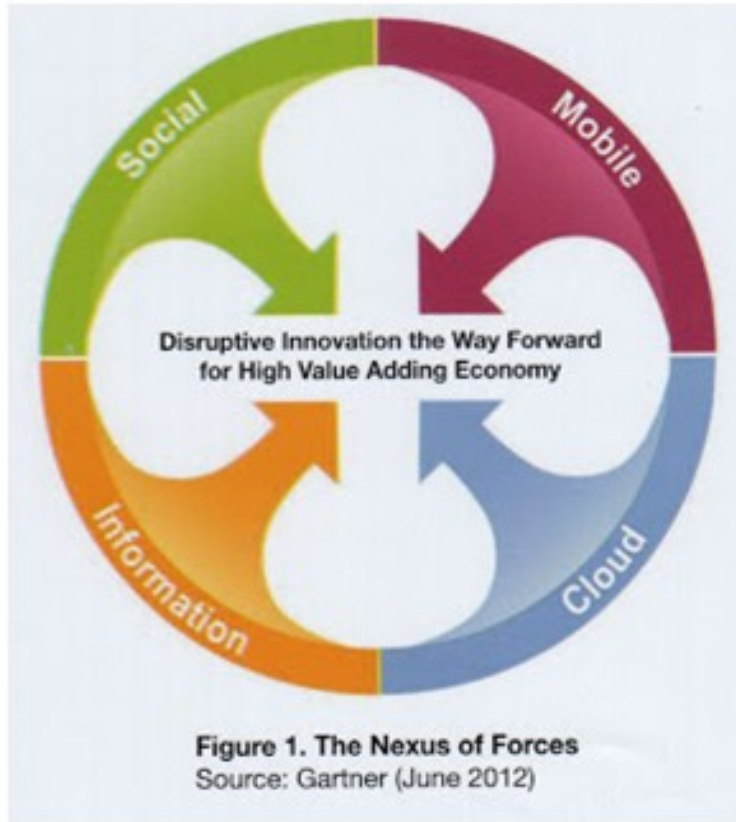 Social
Mobile
Disruptive Innovation the Way Forward
for High Value Adding Economy
Information
Cloud
Figure 1. The Nexus of Forces
Source: Gartner (June 2012)